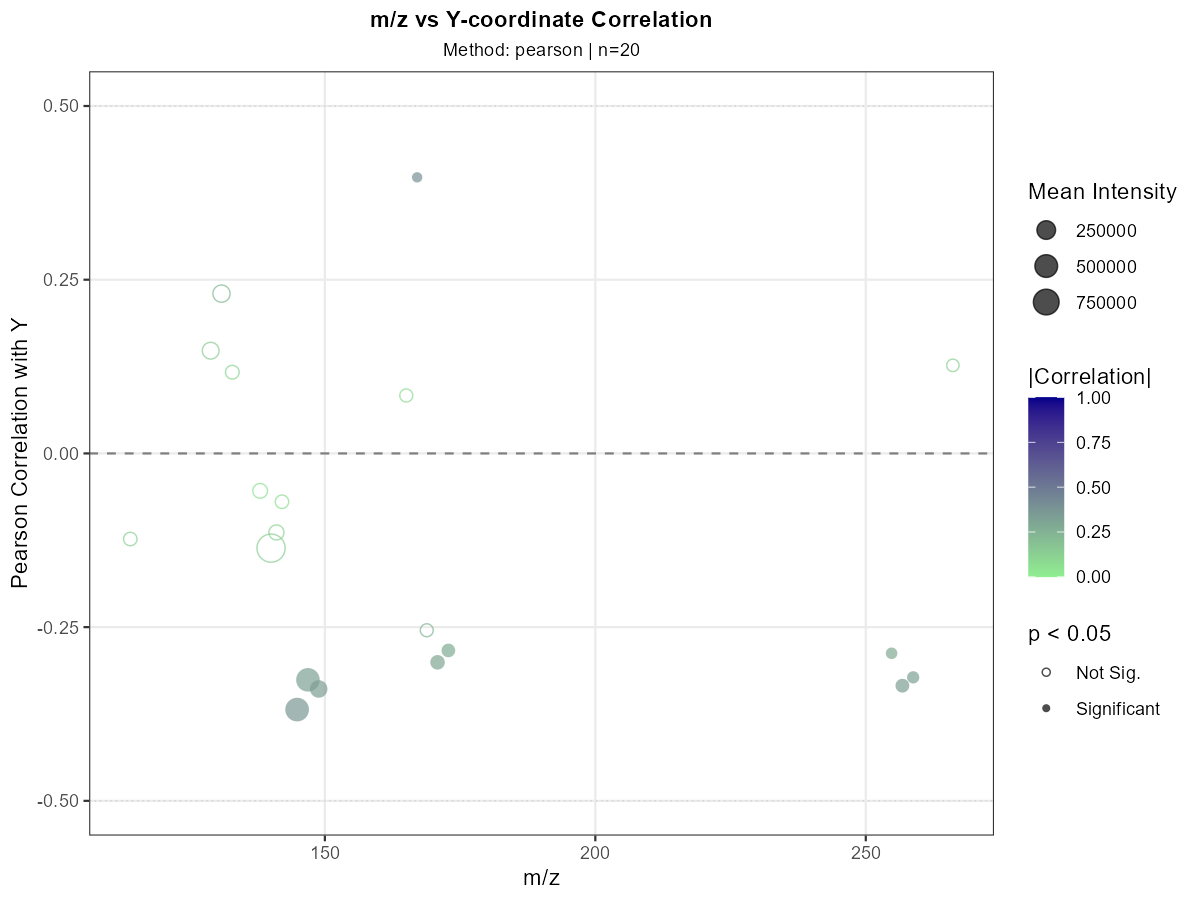 m/z vs Y-coordinate Correlation
Method: pearson | n=20
Pearson Correlation with Y
0.50
0.25
0.00
-0.25
-0.50
150
200
250
m/z
Mean Intensity
250000
500000
750000
|Correlation|
1.00
0.75
0.50
0.25
0.00
p < 0.05
Not Sig.
Significant